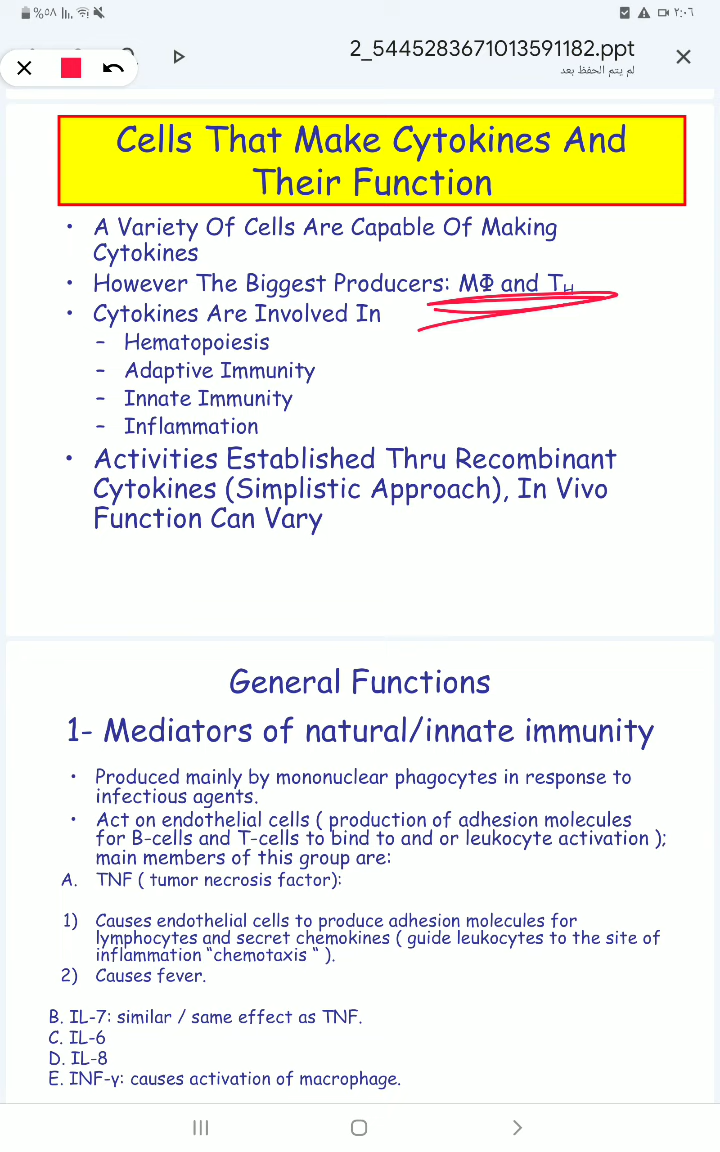 %٥٨ ٢:٠٦
2_5445283671013591182.ppt
لم يتم الحفظ بعد
Cells That Make Cytokines And
Their Function
• A Variety Of Cells Are Capable Of Making
Cytokines
• However The Biggest Producers: MΦ and TH
• Cytokines Are Involved In
– Hematopoiesis
– Adaptive Immunity
– Innate Immunity
– Inflammation
• Activities Established Thru Recombinant
Cytokines (Simplistic Approach), In Vivo
Function Can Vary
General Functions
1- Mediators of natural/innate immunity
• Produced mainly by mononuclear phagocytes in response to
infectious agents.
• Act on endothelial cells ( production of adhesion molecules
for B-cells and T-cells to bind to and or leukocyte activation );
main members of this group are:
A. TNF ( tumor necrosis factor):
1) Causes endothelial cells to produce adhesion molecules for
lymphocytes and secret chemokines ( guide leukocytes to the site of
inflammation “chemotaxis “ ).
2) Causes fever.
B. IL-7: similar / same effect as TNF.
C. IL-6
D. IL-8
E. INF-γ: causes activation of macrophage.